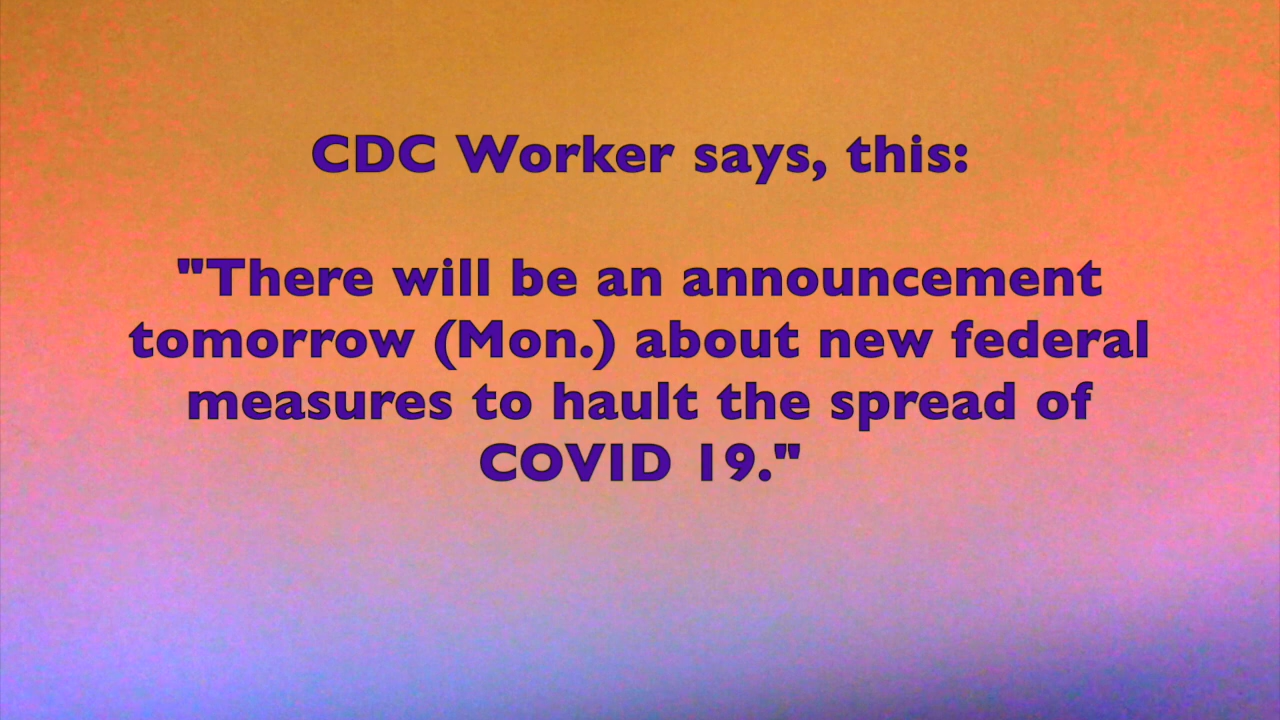 CDC Worker says, this:
"There will be an announcement
tomorrow (Mon.) about new federal
measures to hault the spread of
COVID 19."